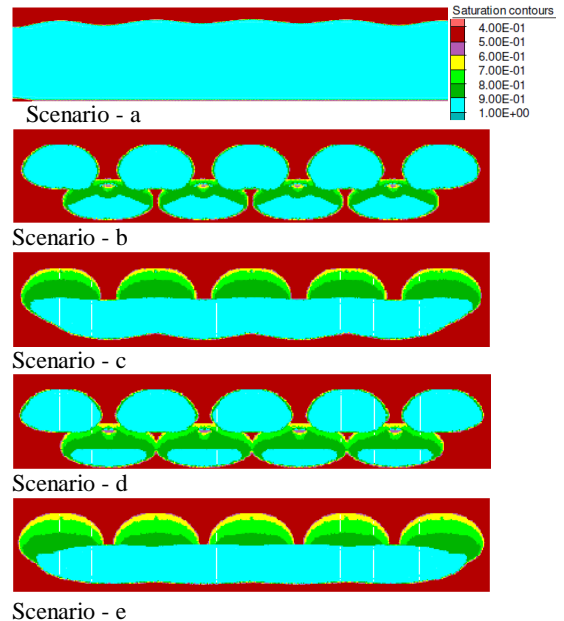 Saturation contours
4.00E-01
5.00E-01
6.00E-01
7.00E-01
8.00E-01
9.00E-01
1.00E+00
Scenario - a
Scenario - b
Scenario - c
Scenario - d
Scenario - e